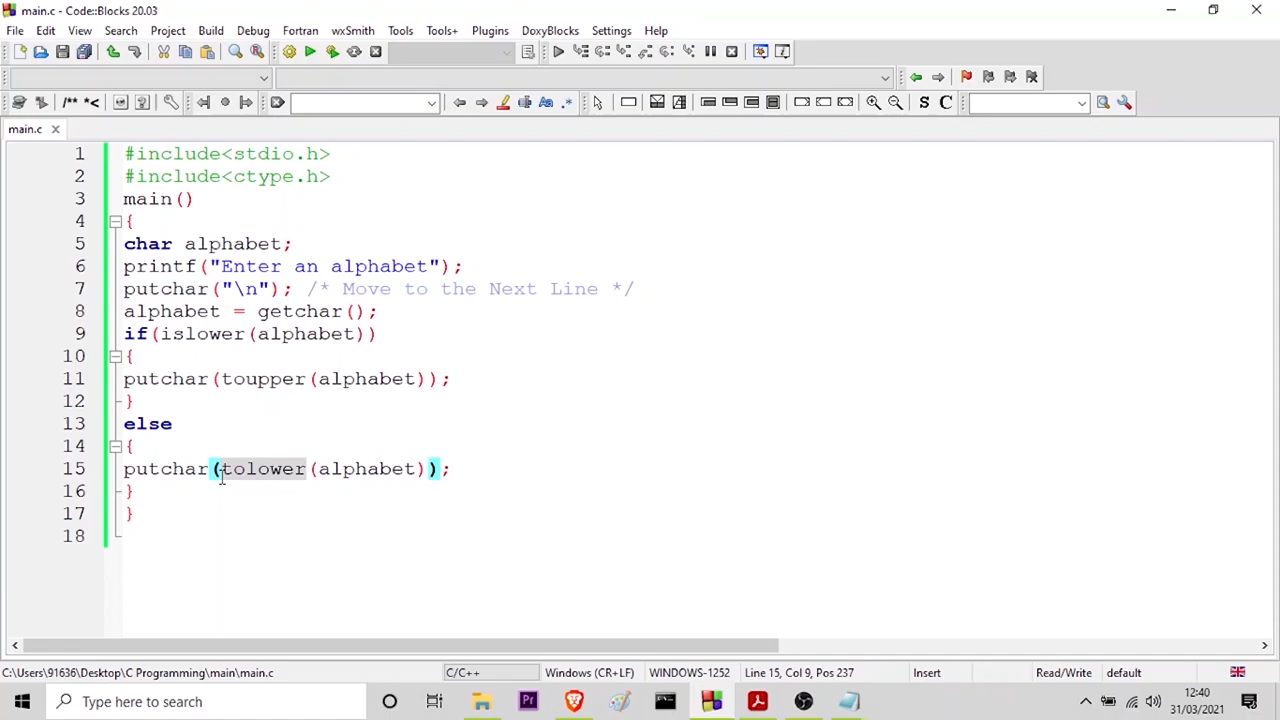 main.c - Code::Blocks 20.03
File Edit View Search Project Build Debug Fortran wxSmith Tools Tools+ Plugins DoxyBlocks Settings Help
/** *<
Aa .* S C
main.c
1 #include<stdio.h>
2 #include<ctype.h>
3 main()
4 {
5 char alphabet;
6 printf("Enter an alphabet");
7 putchar("\n"); /* Move to the Next Line */
8 alphabet = getchar();
9 if(islower(alphabet))
10 {
11 putchar(toupper(alphabet));
12 }
13 else
14 {
15 putchar(tolower(alphabet));
16 }
17 }
18
C:\Users\91636\Desktop\C Programming\main\main.c C/C++ Windows (CR+LF) WINDOWS-1252 Line 15, Col 9, Pos 237 Insert Read/Write default
Type here to search Pr 12:40
31/03/2021